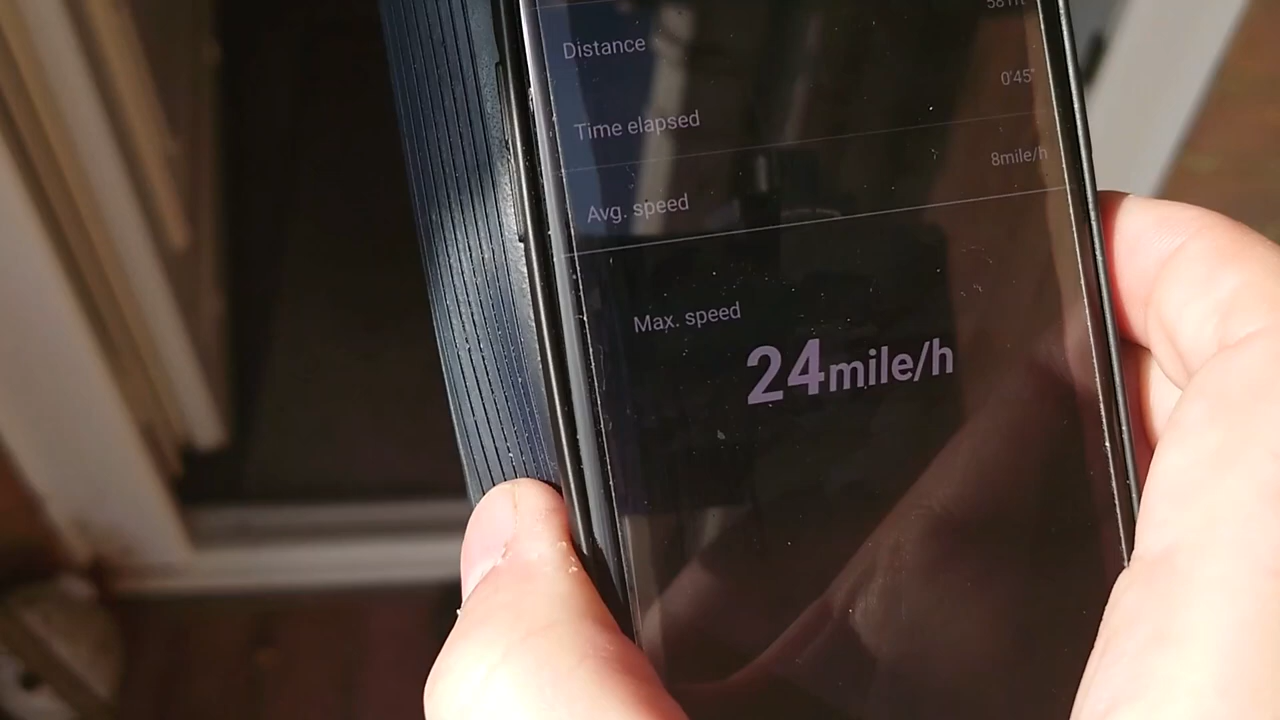 Distance
Time elapsed 0'45"
Avg. speed 8mile/h
Max. speed
24mile/h